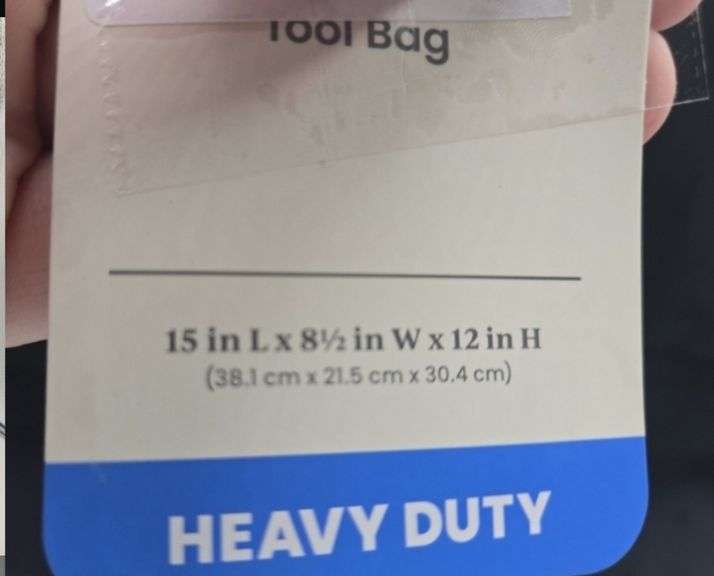 Tool Bag
15 in L x 8½ in W x 12 in H
(38.1 cm x 21.5 cm x 30.4 cm)
HEAVY DUTY